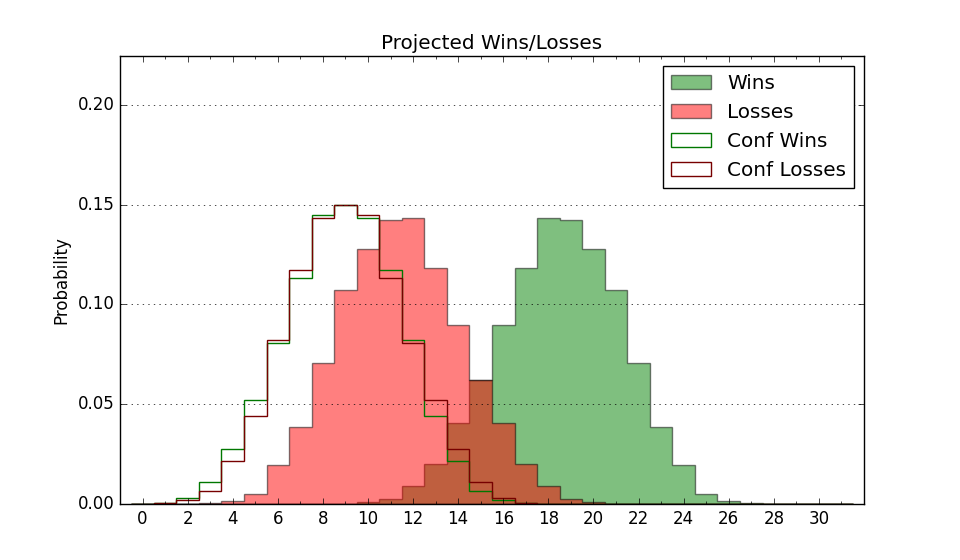 Projected Wins/Losses
Wins
Losses
Conf Wins
Conf Losses
Probability
0.20
0.15
0.10
0.05
0.00
0 2 4 6 8 10 12 14 16 18 20 22 24 26 28 30